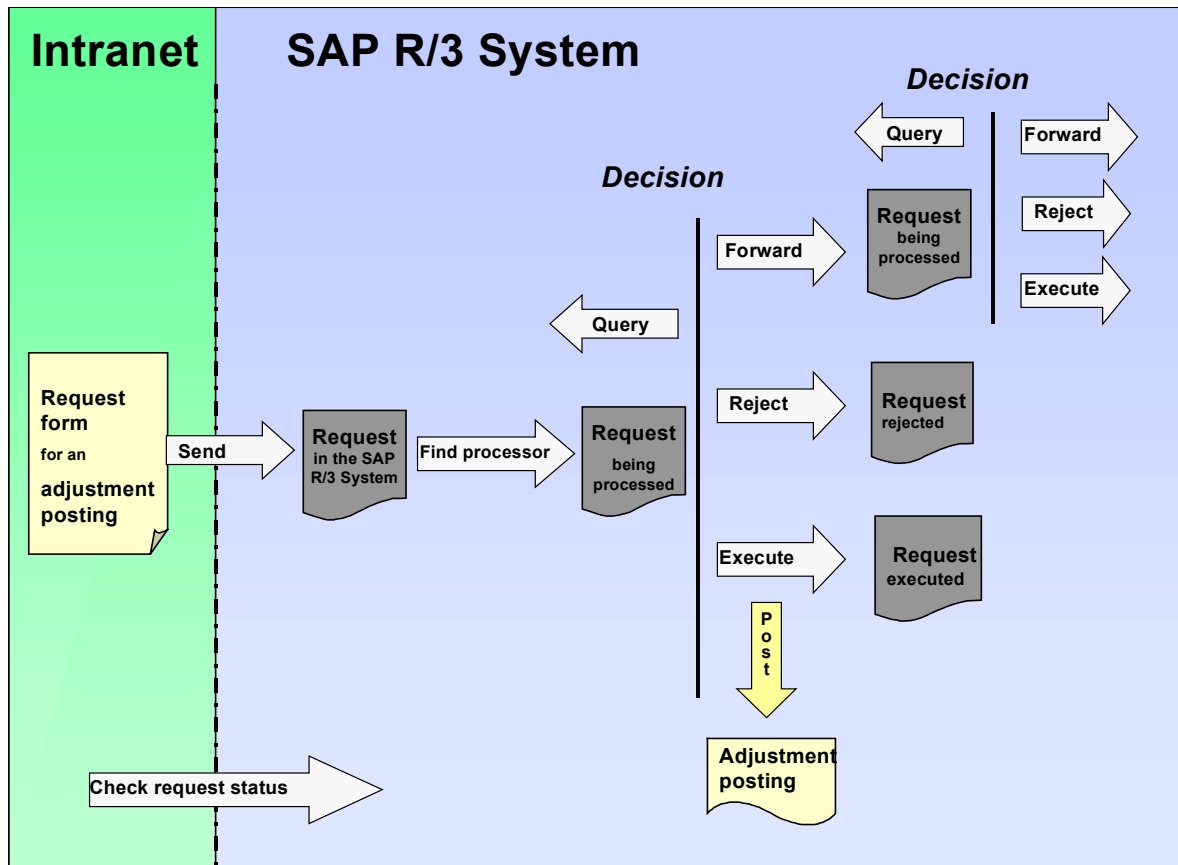 Intranet
SAP R/3 System
Decision
Query
Forward
Reject
Execute
Request
being
processed
Decision
Forward
Query
Request
form
for an
adjustment
posting
Send
Request
in the SAP
R/3 System
Find processor
Request
being
processed
Reject
Request
rejected
Execute
Request
executed
P
o
s
t
Adjustment
posting
Check request status